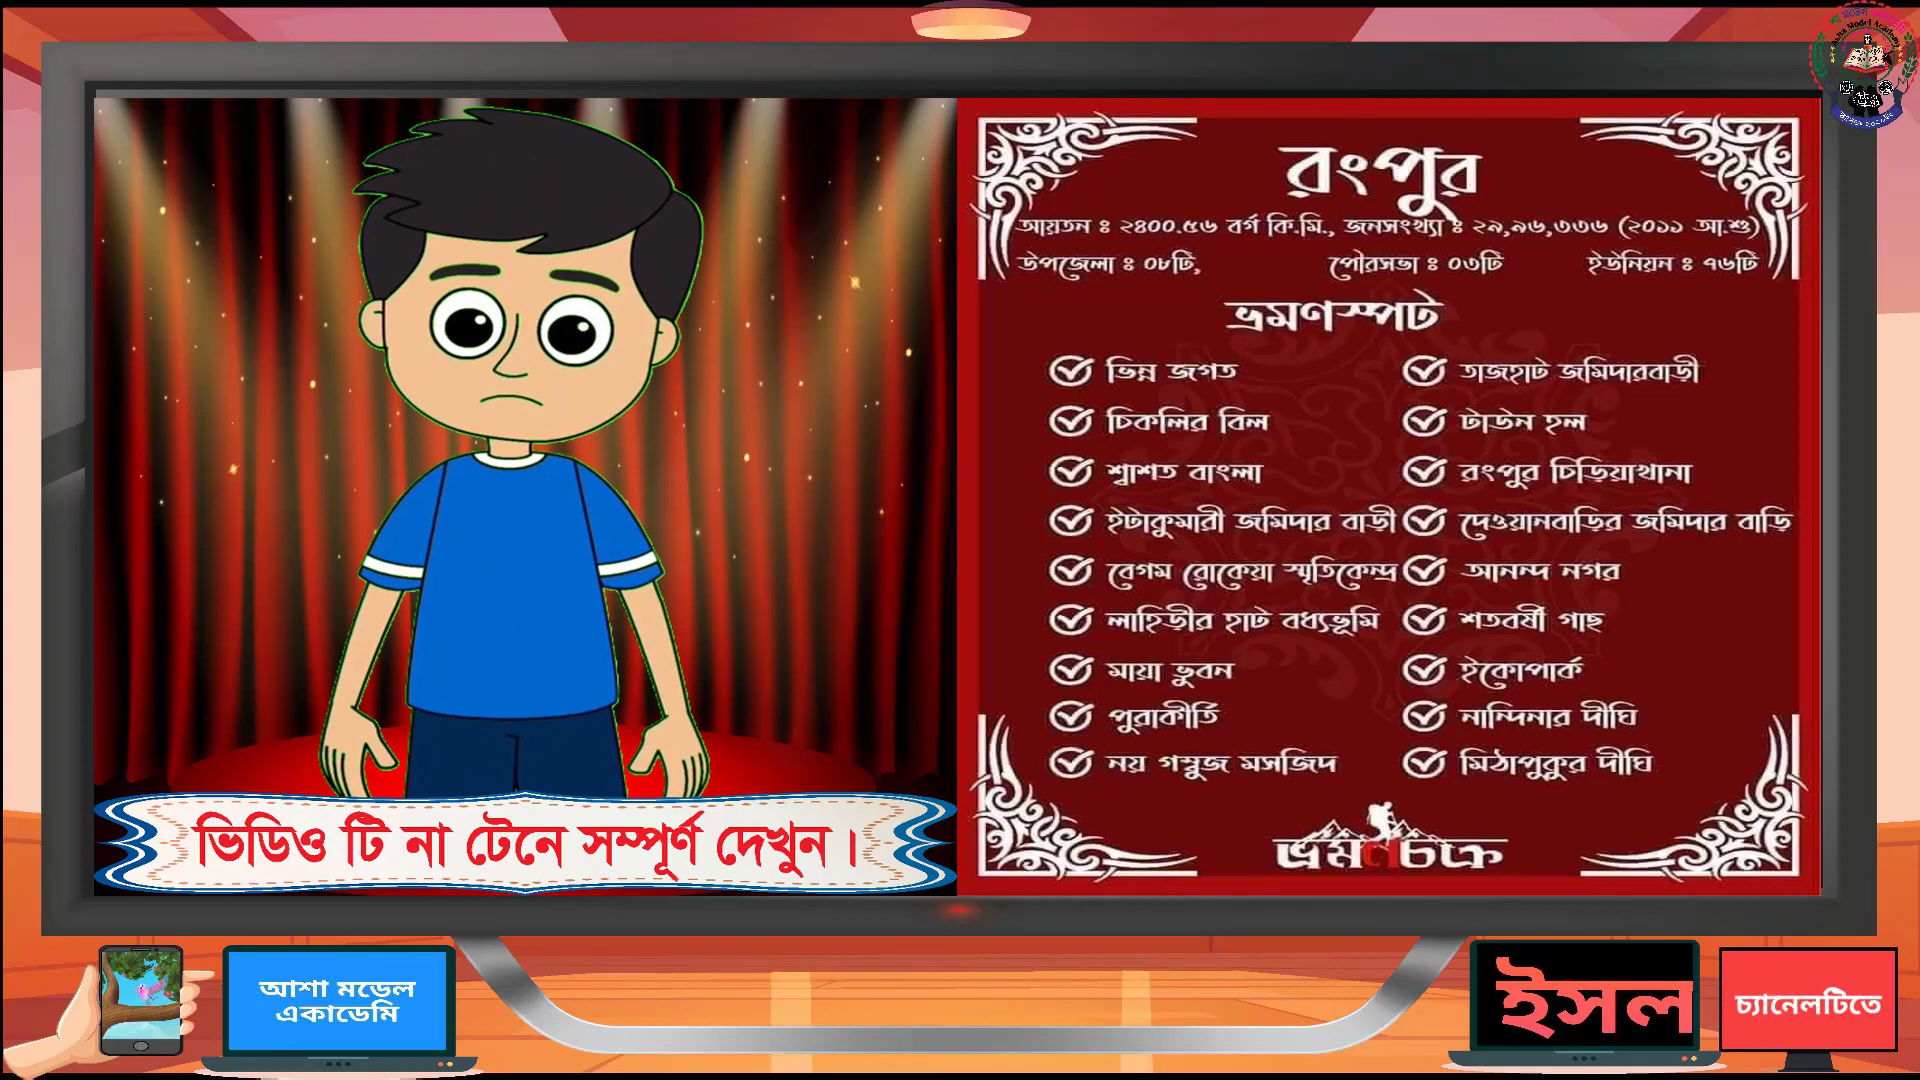 রংপুর
আয়তন ঃ ২৪০০.৫৬ বর্গ কি.মি., জনসংখ্যা ঃ ২৯,৯৬,৩৩৬ (২০১১ আ.শু)
উপজেলা ঃ ০৮টি, পৌরসভা ঃ ০৩টি ইউনিয়ন ঃ ৭৬টি
ভ্রমণস্পট
ভিন্ন জগত তাজহাট জমিদারবাড়ী
চিকলির বিল টাউন হল
শ্বাশত বাংলা রংপুর চিড়িয়াখানা
ইটাকুমারী জমিদার বাড়ী দেওয়ানবাড়ির জমিদার বাড়ি
বেগম রোকেয়া স্মৃতিকেন্দ্র আনন্দ নগর
লাহিড়ীর হাট বধ্যভূমি শতবর্ষী গাছ
মায়া ভুবন ইকোপার্ক
পুরাকীর্তি নান্দিনার দীঘি
নয় গম্বুজ মসজিদ মিঠাপুকুর দীঘি
ভ্রমণচক্র
ভিডিও টি না টেনে সম্পূর্ণ দেখুন।
আশা মডেল
একাডেমি
ইসল
চ্যানেলটিতে